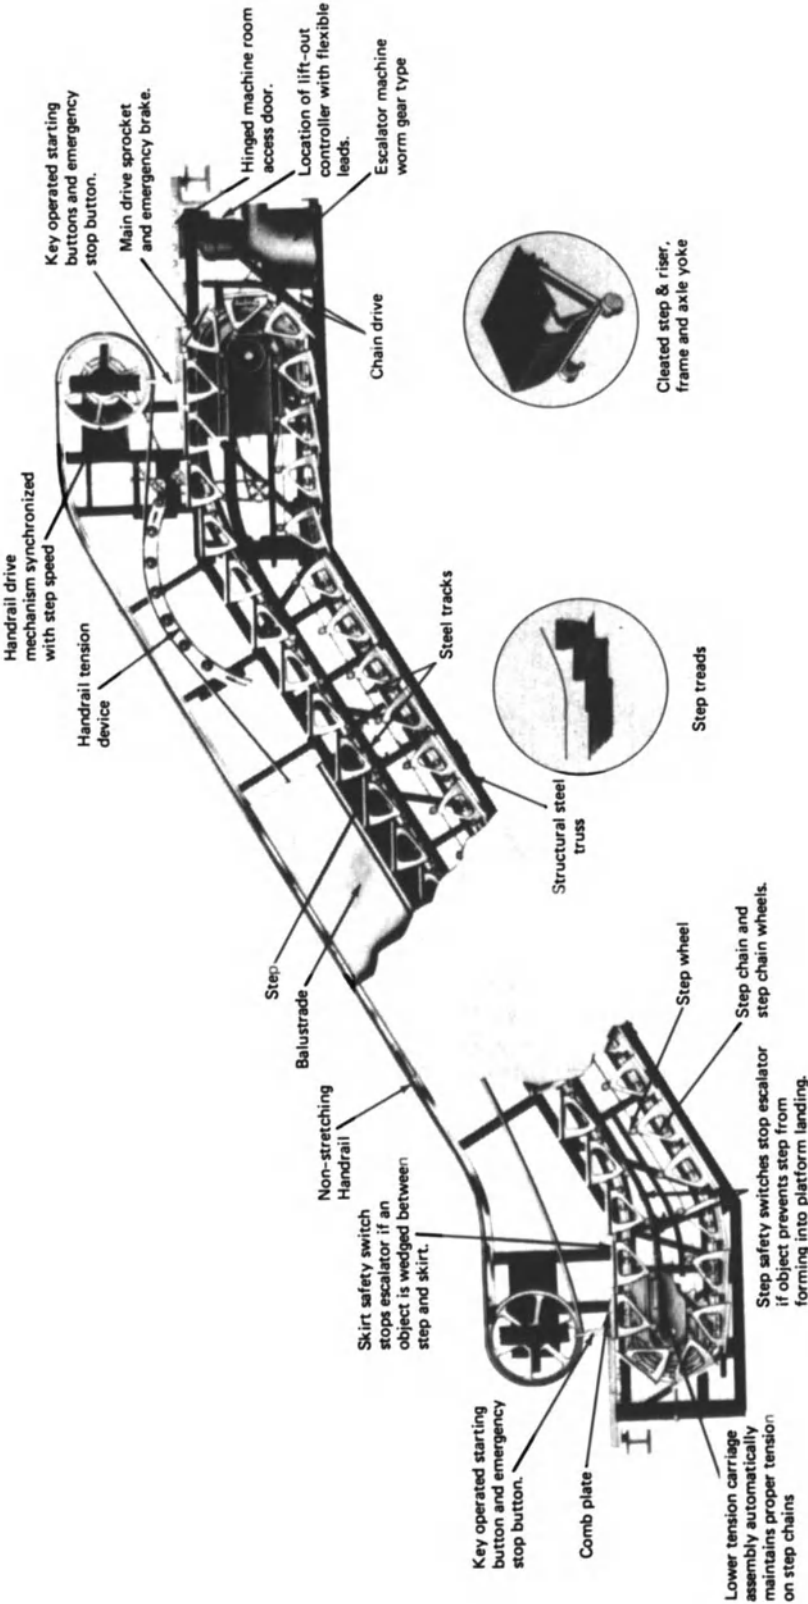 Handrail drive
mechanism synchronized
with step speed
Key operated starting
buttons and emergency
stop button.
Main drive sprocket
and emergency brake.
Hinged machine room
access door.
Location of lift-out
controller with flexible
leads.
Escalator machine
worm gear type
Handrail tension
device
Chain drive
Steel tracks
Cleated step & riser,
frame and axle yoke
Step treads
Structural steel
truss
Step
Balustrade
Non-stretching
Handrail
Skirt safety switch
stops escalator if an
object is wedged between
step and skirt.
Step wheel
Step chain and
step chain wheels.
Step safety switches stop escalator
if object prevents step from
forming into platform landing.
Key operated starting
button and emergency
stop button.
Comb plate
Lower tension carriage
assembly automatically
maintains proper tension
on step chains